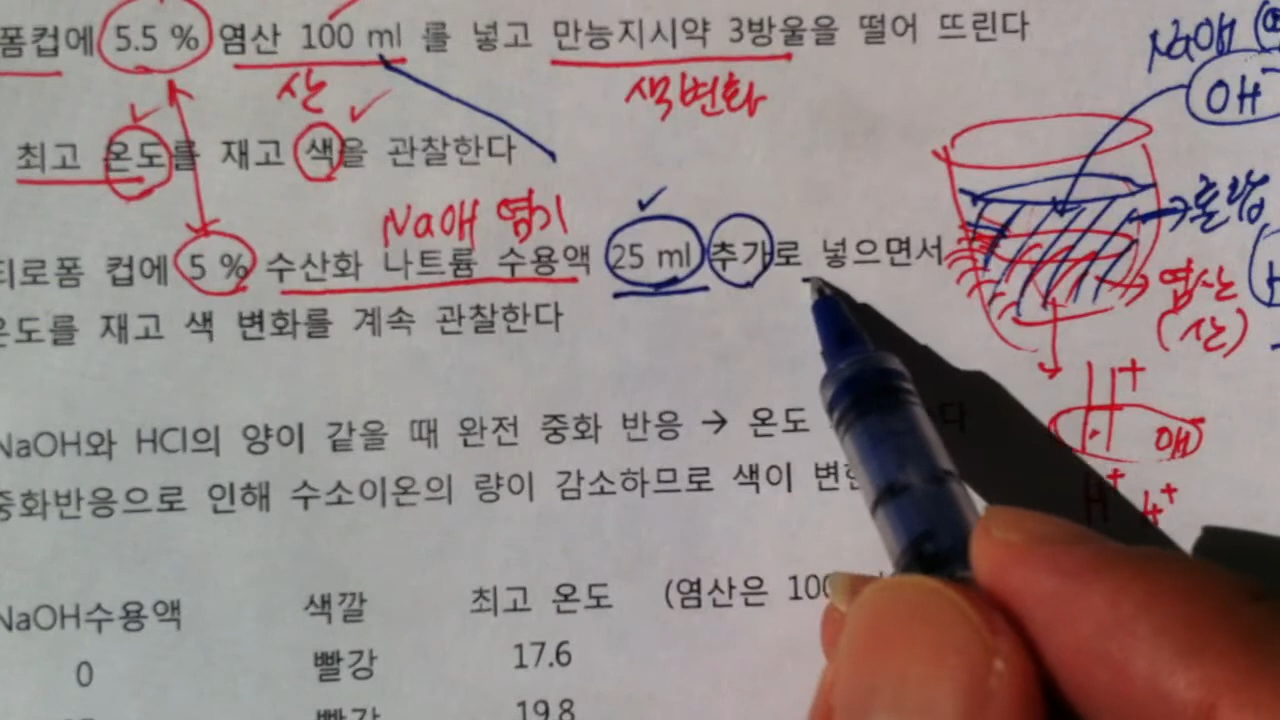 폼컵에 5.5 % 염산 100 ml 를 넣고 만능지시약 3방울을 떨어 뜨린다
NaOH
산
색변화
OH⁻
최고 온도를 재고 색을 관찰한다
NaOH 염기
혼합
티로폼 컵에 5 % 수산화 나트륨 수용액 25 ml 추가로 넣으면서
염산
(산)
온도를 재고 색 변화를 계속 관찰한다
H⁺
NaOH와 HCl의 양이 같을 때 완전 중화 반응 → 온도 다
OH⁻
중화반응으로 인해 수소이온의 량이 감소하므로 색이
H⁺ H⁺
NaOH수용액 색깔 최고 온도 (염산은 100
0 빨강 17.6
빨강 19.8